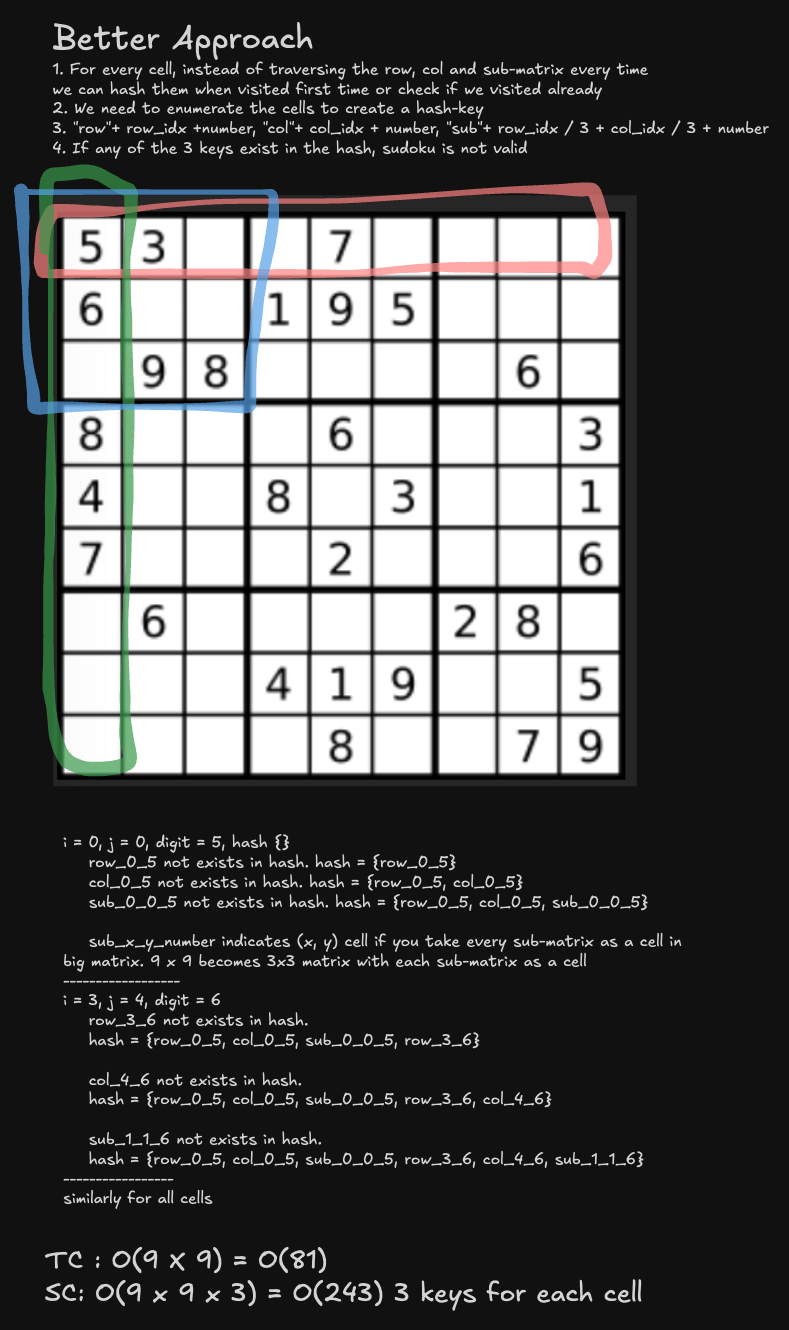 Better Approach
1. For every cell, instead of traversing the row, col and sub-matrix every time
we can hash them when visited first time or check if we visited already
2. We need to enumerate the cells to create a hash-key
3. "row"+ row_idx +number, "col"+ col_idx + number, "sub"+ row_idx / 3 + col_idx / 3 + number
4. If any of the 3 keys exist in the hash, sudoku is not valid
5 3 7
6 1 9 5
9 8 6
8 6 3
4 8 3 1
7 2 6
6 2 8
4 1 9 5
8 7 9
i = 0, j = 0, digit = 5, hash {}
row_0_5 not exists in hash. hash = {row_0_5}
col_0_5 not exists in hash. hash = {row_0_5, col_0_5}
sub_0_0_5 not exists in hash. hash = {row_0_5, col_0_5, sub_0_0_5}
sub_x_y_number indicates (x, y) cell if you take every sub-matrix as a cell in
big matrix. 9 x 9 becomes 3x3 matrix with each sub-matrix as a cell
------------------
i = 3, j = 4, digit = 6
row_3_6 not exists in hash.
hash = {row_0_5, col_0_5, sub_0_0_5, row_3_6}
col_4_6 not exists in hash.
hash = {row_0_5, col_0_5, sub_0_0_5, row_3_6, col_4_6}
sub_1_1_6 not exists in hash.
hash = {row_0_5, col_0_5, sub_0_0_5, row_3_6, col_4_6, sub_1_1_6}
-----------------
similarly for all cells
TC : O(9 x 9) = O(81)
SC: O(9 x 9 x 3) = O(243) 3 keys for each cell